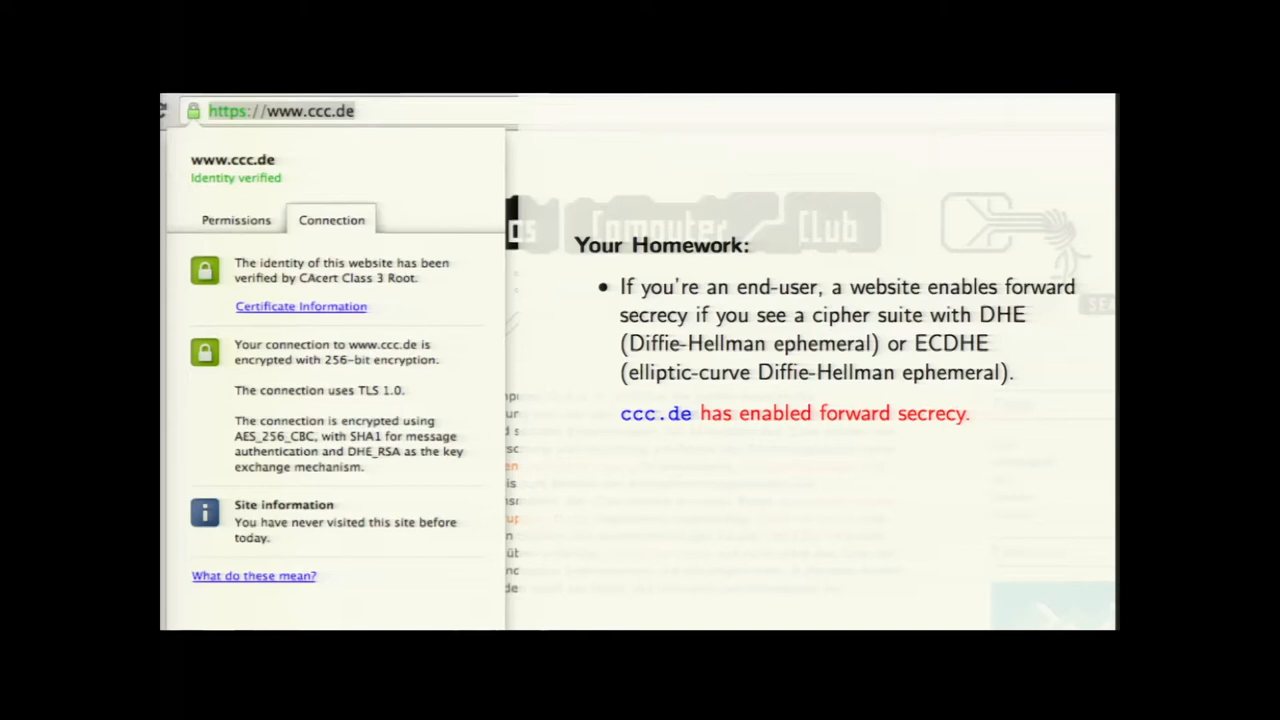 https://www.ccc.de
www.ccc.de
Identity verified
Permissions
Connection
The identity of this website has been
verified by CAcert Class 3 Root.
Certificate Information
Your connection to www.ccc.de is
encrypted with 256-bit encryption.
The connection uses TLS 1.0.
The connection is encrypted using
AES_256_CBC, with SHA1 for message
authentication and DHE_RSA as the key
exchange mechanism.
Site information
You have never visited this site before
today.
What do these mean?
Computer Club
Your Homework:
• If you're an end-user, a website enables forward
secrecy if you see a cipher suite with DHE
(Diffie-Hellman ephemeral) or ECDHE
(elliptic-curve Diffie-Hellman ephemeral).
ccc.de has enabled forward secrecy.